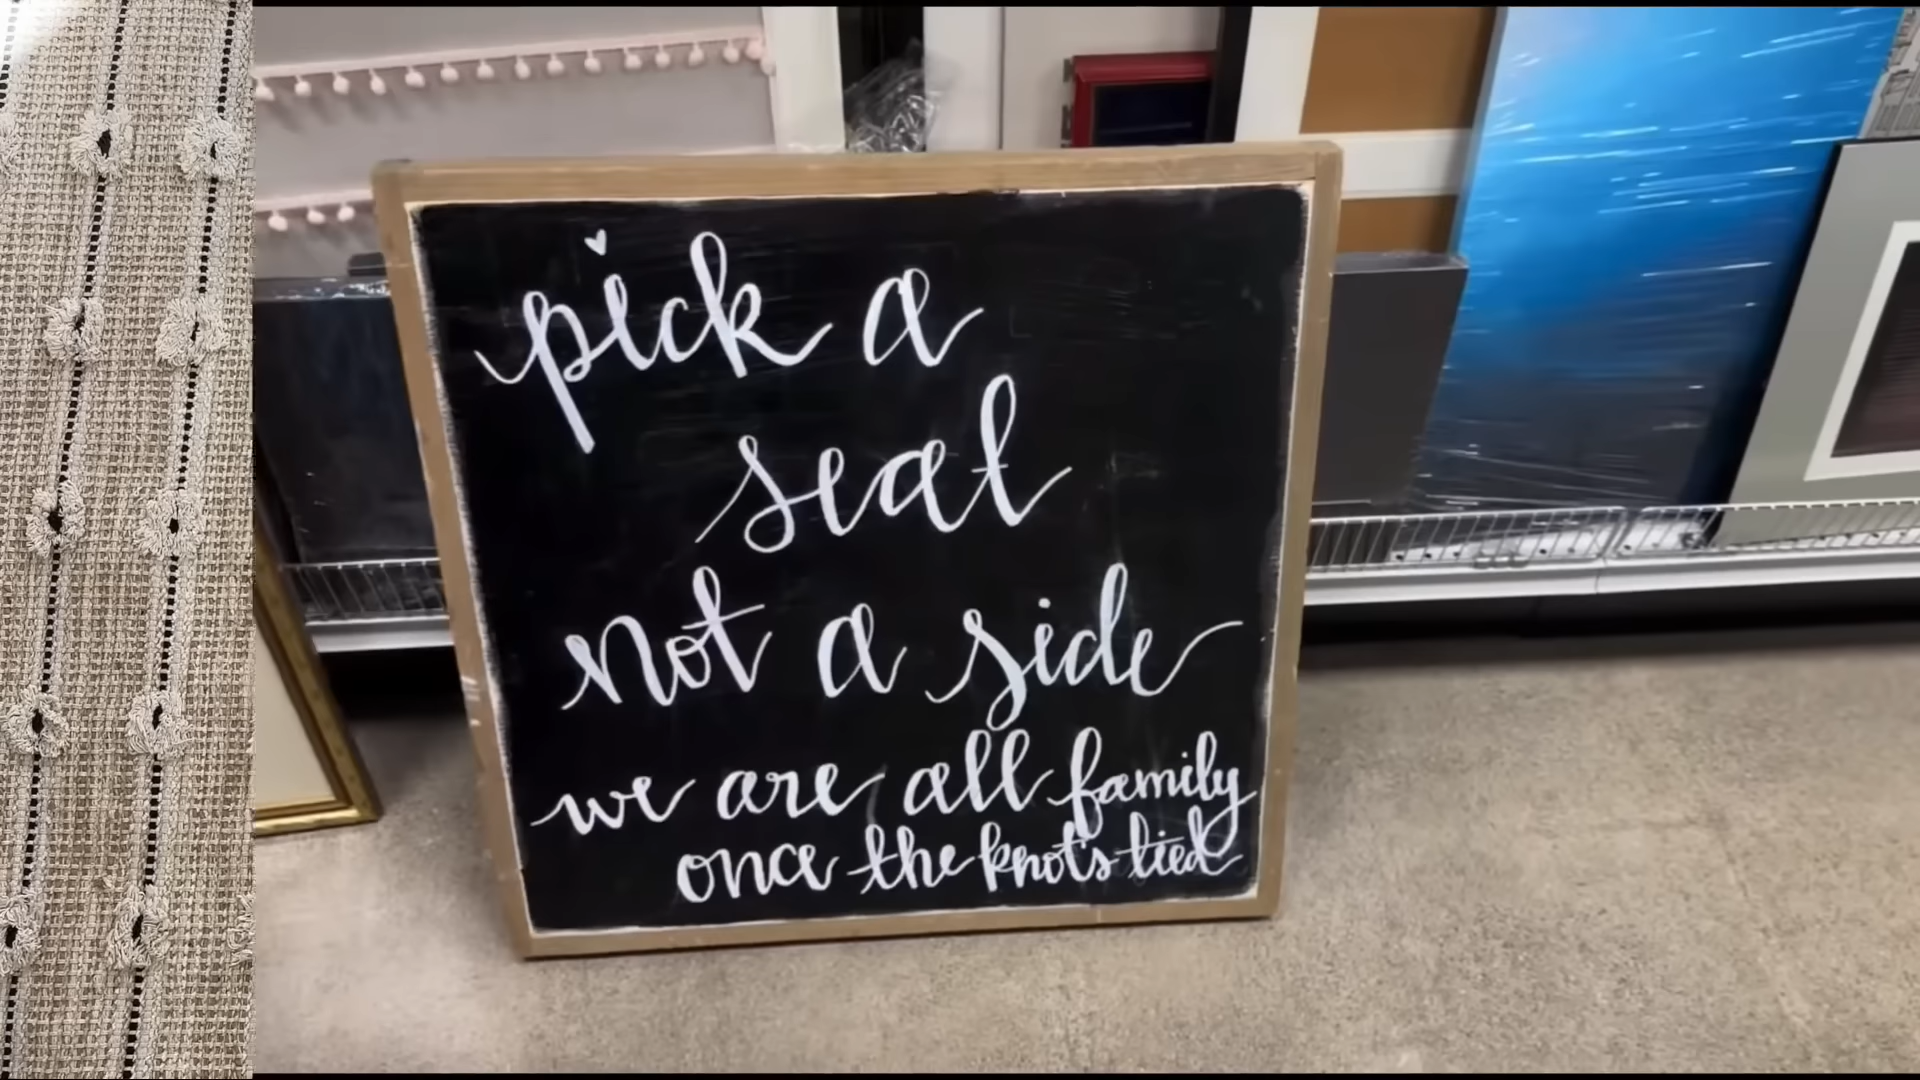 pick a
seat
not a side
we are all family
once the knot's tied